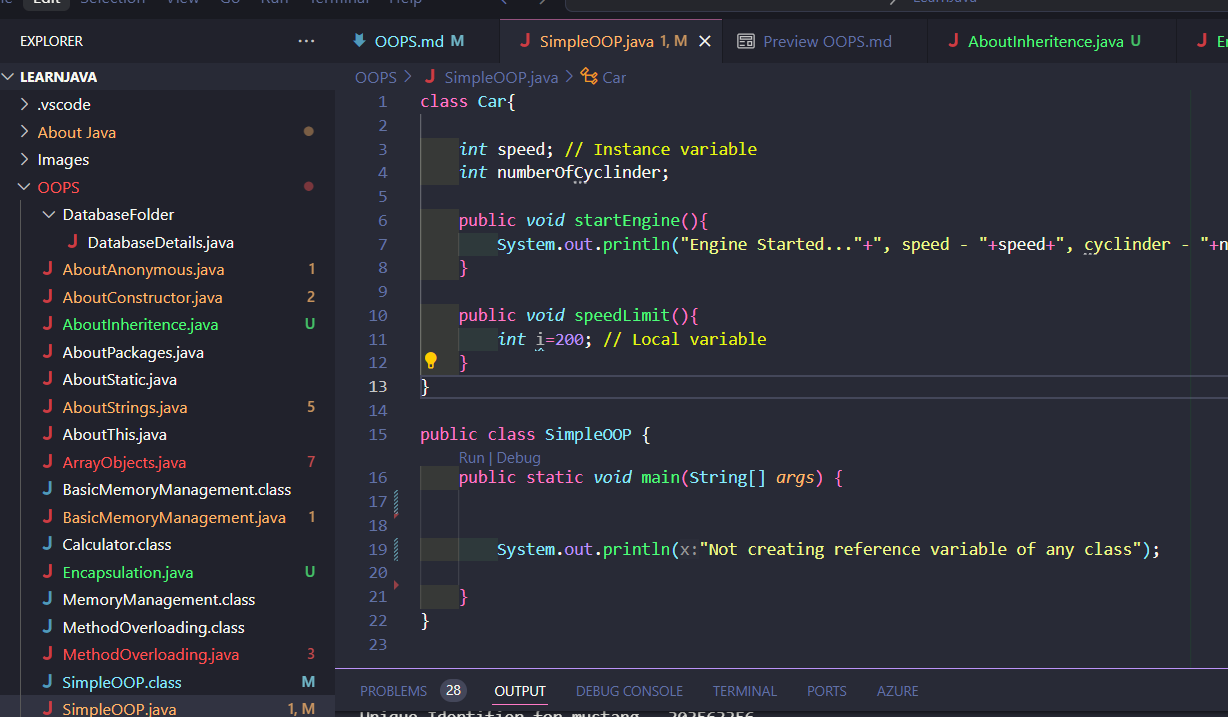 Edit Selection View Go Run Terminal Help
EXPLORER ···
OOPS.md M
SimpleOOP.java 1, M
Preview OOPS.md
AboutInheritence.java U
LEARNJAVA
.vscode
About Java
Images
OOPS
DatabaseFolder
DatabaseDetails.java
AboutAnonymous.java 1
AboutConstructor.java 2
AboutInheritence.java U
AboutPackages.java
AboutStatic.java
AboutStrings.java 5
AboutThis.java
ArrayObjects.java 7
BasicMemoryManagement.class
BasicMemoryManagement.java 1
Calculator.class
Encapsulation.java U
MemoryManagement.class
MethodOverloading.class
MethodOverloading.java 3
SimpleOOP.class M
SimpleOOP.java 1, M
OOPS > SimpleOOP.java > Car
1 class Car{
2
3 int speed; // Instance variable
4 int numberOfCyclinder;
5
6 public void startEngine(){
7 System.out.println("Engine Started..."+", speed - "+speed+", cyclinder - "+n
8 }
9
10 public void speedLimit(){
11 int i=200; // Local variable
12 }
13 }
14
15 public class SimpleOOP {
Run | Debug
16 public static void main(String[] args) {
17
18
19 System.out.println(x:"Not creating reference variable of any class");
20
21 }
22 }
23
PROBLEMS 28 OUTPUT DEBUG CONSOLE TERMINAL PORTS AZURE